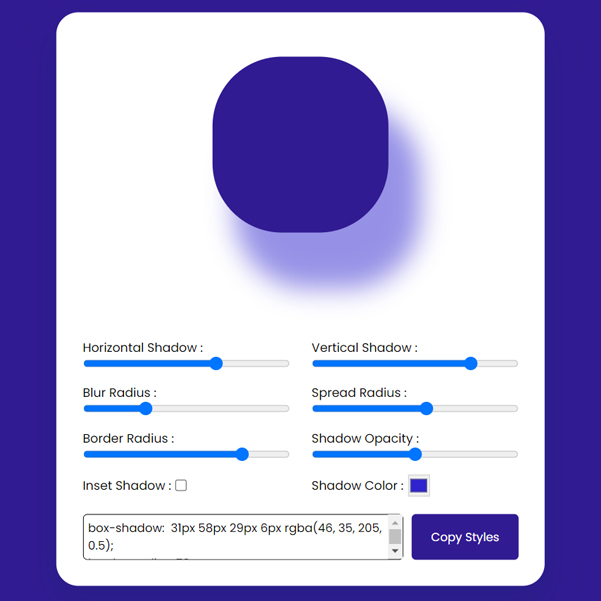 Horizontal Shadow :
Vertical Shadow :
Blur Radius :
Spread Radius :
Border Radius :
Shadow Opacity :
Inset Shadow :
Shadow Color :
box-shadow:  31px 58px 29px 6px rgba(46, 35, 205,
0.5);
Copy Styles